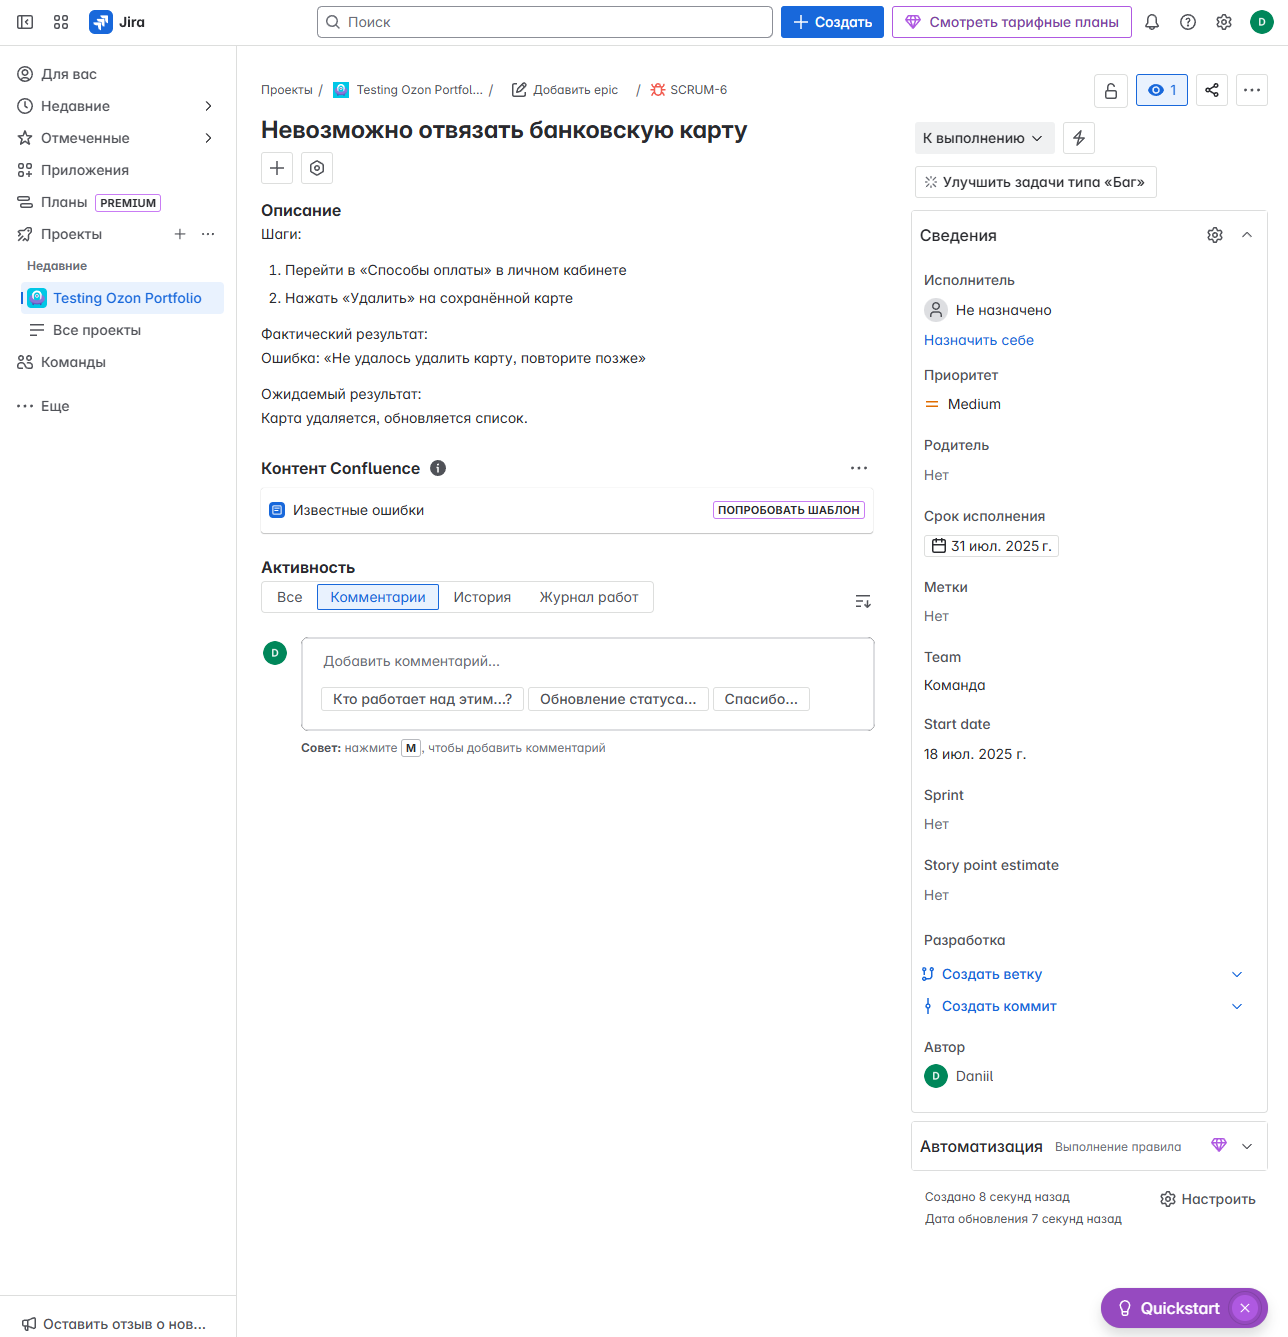 Jira
Поиск
Создать
Смотреть тарифные планы
D
Для вас
Недавние
Отмеченные
Приложения
Планы PREMIUM
Проекты
Недавние
Testing Ozon Portfolio
Все проекты
Команды
Еще
Оставить отзыв о нов...
Проекты / Testing Ozon Portfol... / Добавить epic / SCRUM-6
Невозможно отвязать банковскую карту
Описание
Шаги:
1. Перейти в «Способы оплаты» в личном кабинете
2. Нажать «Удалить» на сохранённой карте
Фактический результат:
Ошибка: «Не удалось удалить карту, повторите позже»
Ожидаемый результат:
Карта удаляется, обновляется список.
Контент Confluence
Известные ошибки ПОПРОБОВАТЬ ШАБЛОН
Активность
Все Комментарии История Журнал работ
D
Добавить комментарий...
Кто работает над этим...? Обновление статуса... Спасибо...
Совет: нажмите M, чтобы добавить комментарий
1
К выполнению
Улучшить задачи типа «Баг»
Сведения
Исполнитель
Не назначено
Назначить себе
Приоритет
Medium
Родитель
Нет
Срок исполнения
31 июл. 2025 г.
Метки
Нет
Team
Команда
Start date
18 июл. 2025 г.
Sprint
Нет
Story point estimate
Нет
Разработка
Создать ветку
Создать коммит
Автор
D Daniil
Автоматизация Выполнение правила
Создано 8 секунд назад
Настроить
Дата обновления 7 секунд назад
Quickstart